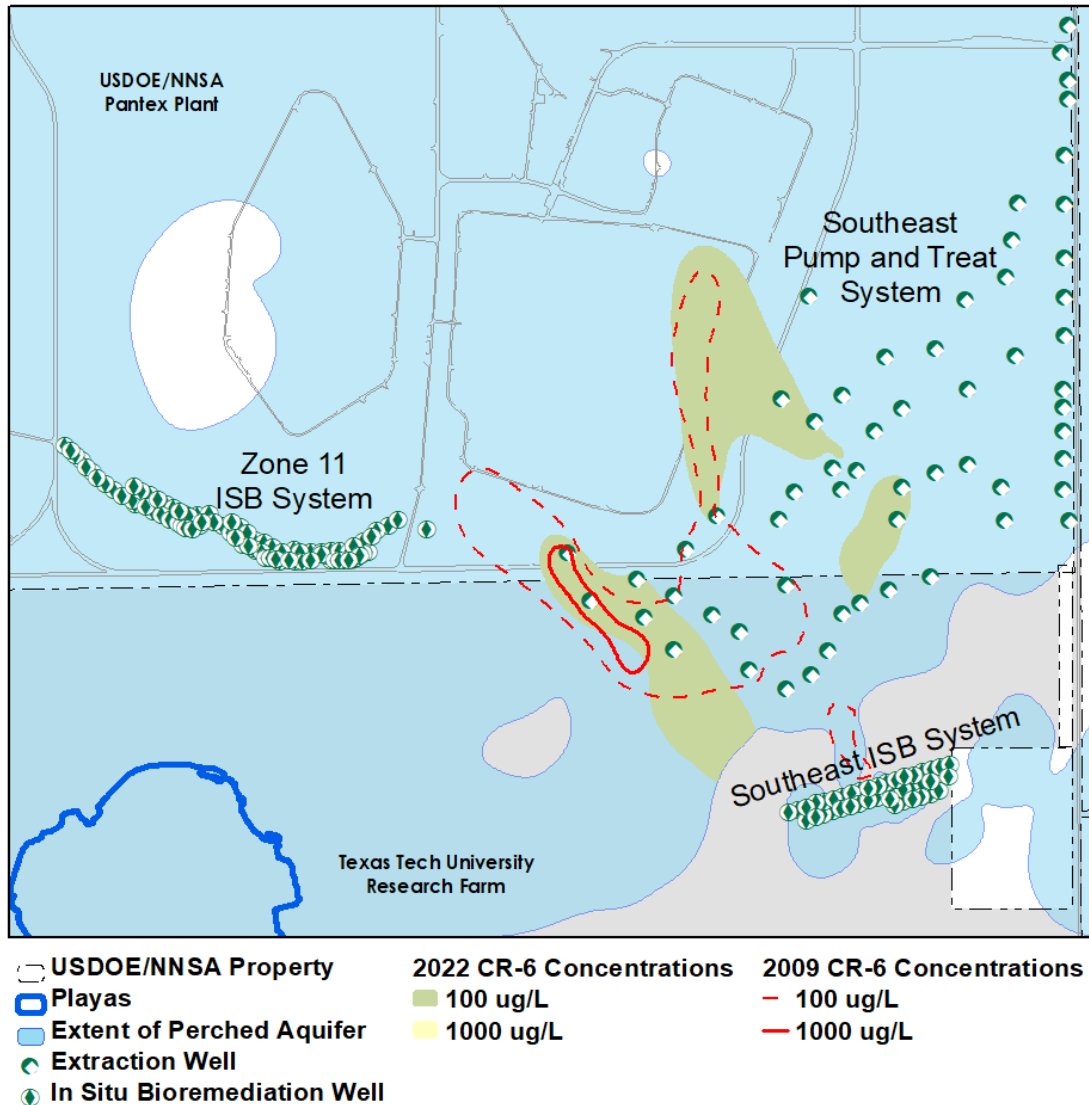 USDOE/NNSA
Pantex Plant
Southeast
Pump and Treat
System
Zone 11
ISB System
Southeast ISB System
Texas Tech University
Research Farm
USDOE/NNSA Property
Playas
Extent of Perched Aquifer
Extraction Well
In Situ Bioremediation Well
2022 CR-6 Concentrations
100 ug/L
1000 ug/L
2009 CR-6 Concentrations
100 ug/L
1000 ug/L